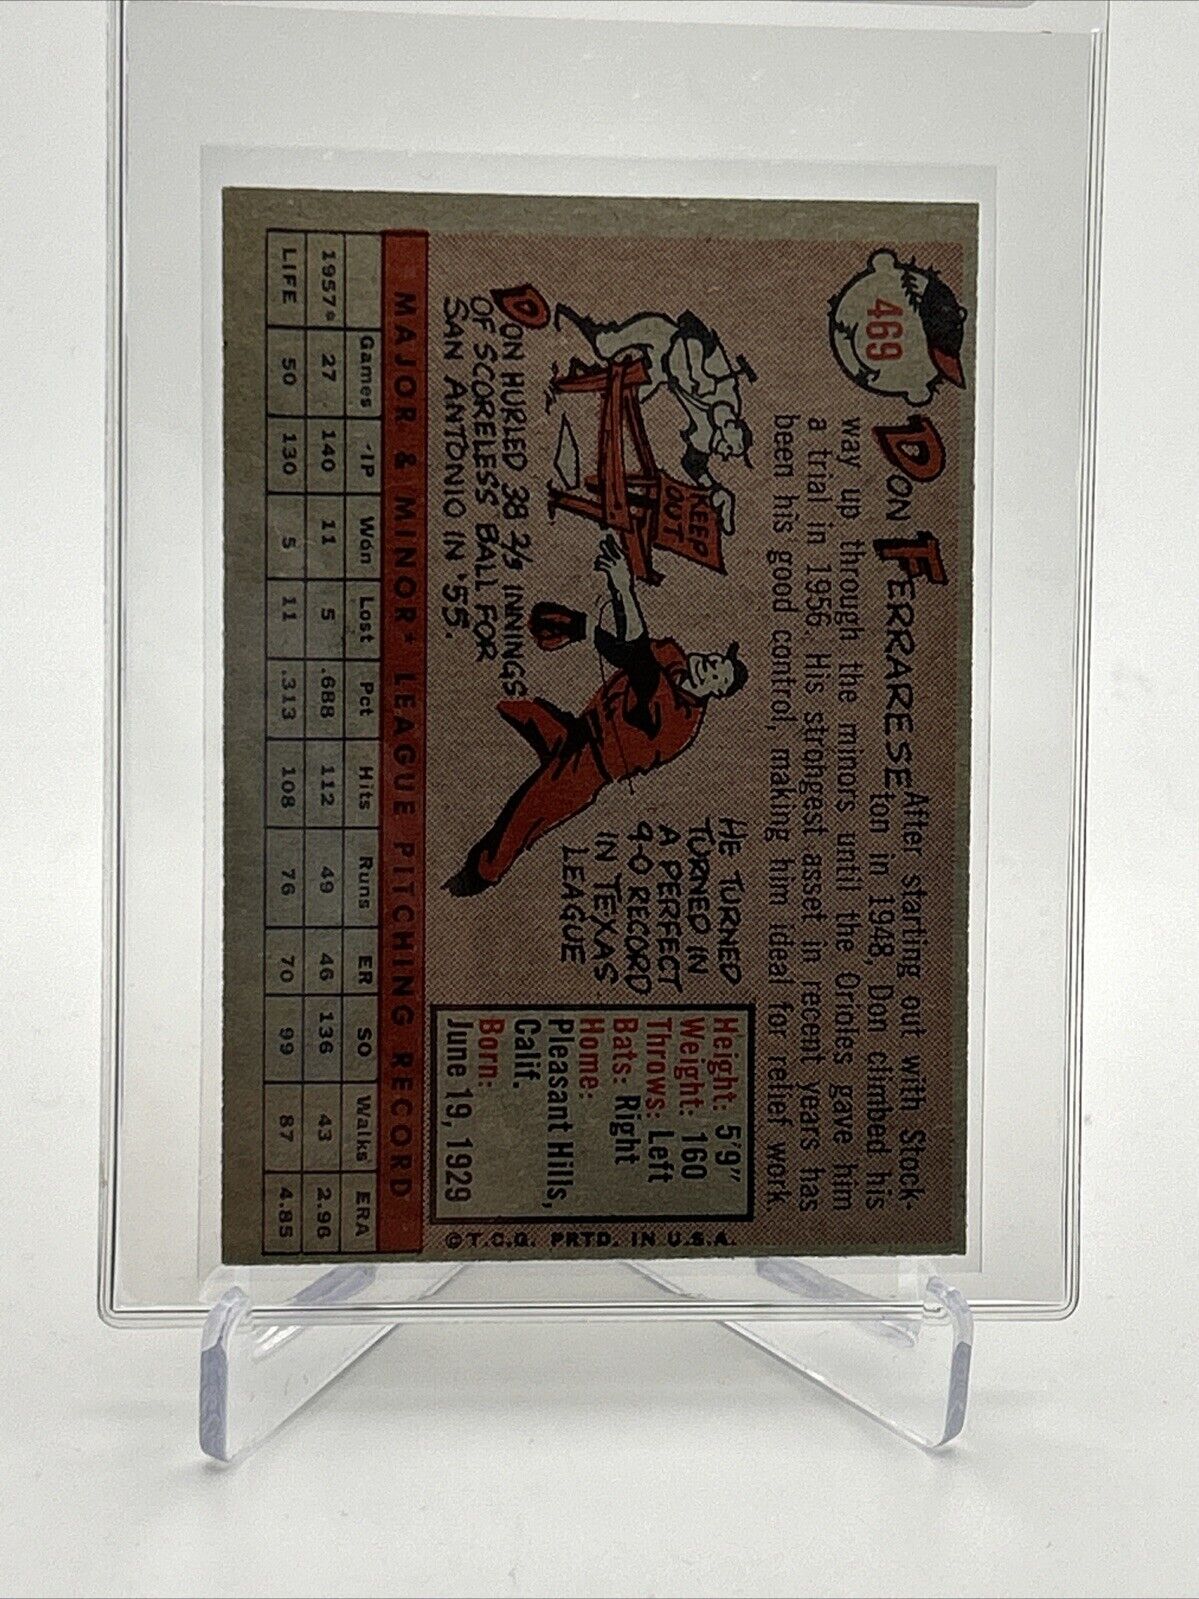 469
DON FERRARESE
After starting out with Stock-
ton in 1948, Don climbed his
way up through the minors until the Orioles gave him
a trial in 1956. His strongest asset in recent years has
been his good control, making him ideal for relief work.
KEEP
OUT
DON HURLED 38 2/3 INNINGS
OF SCORELESS BALL FOR
SAN ANTONIO IN '55.
HE TURNED
TURNED IN
A PERFECT
9-0 RECORD
IN TEXAS
LEAGUE
Height: 5'9"
Weight: 160
Throws: Left
Bats: Right
Home:
Pleasant Hills,
Calif.
Born:
June 19, 1929
©T.C.G. PRTD. IN U.S.A.
MAJOR & MINOR* LEAGUE PITCHING RECORD
Games IP Won Lost Pct Hits Runs ER SO Walks ERA
1957* 27 140 11 5 .688 112 49 46 136 43 2.96
LIFE 50 130 5 11 .313 108 76 70 99 87 4.85